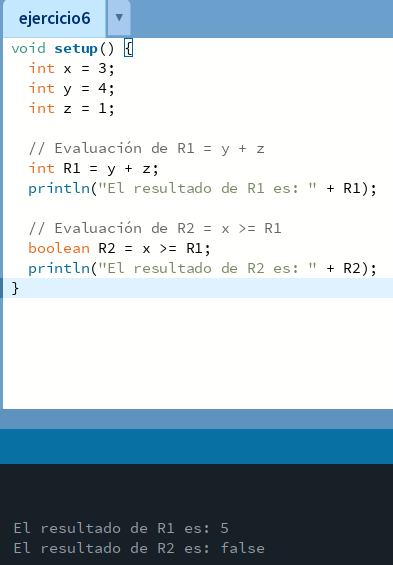 ejercicio6 ▼
void setup() {
  int x = 3;
  int y = 4;
  int z = 1;

  // Evaluación de R1 = y + z
  int R1 = y + z;
  println("El resultado de R1 es: " + R1);

  // Evaluación de R2 = x >= R1
  boolean R2 = x >= R1;
  println("El resultado de R2 es: " + R2);
}
El resultado de R1 es: 5
El resultado de R2 es: false